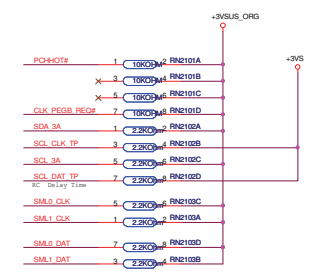 +3VSUS_ORG
+3VS
PCHHOT# 1 10KOHM 2 RN2101A
3 10KOHM 4 RN2101B
5 10KOHM 6 RN2101C
CLK_PEGB_REQ# 7 10KOHM 8 RN2101D
SDA_3A 1 2.2KOhm 2 RN2102A
SCL_CLK_TP 3 2.2KOhm 4 RN2102B
SCL_3A 5 2.2KOhm 6 RN2102C
SCL_DAT_TP 7 2.2KOhm 8 RN2102D
RC Delay Time
SML0_CLK 5 2.2KOhm 6 RN2103C
SML1_CLK 1 2.2KOhm 2 RN2103A
SML0_DAT 7 2.2KOhm 8 RN2103D
SML1_DAT 3 2.2KOhm 4 RN2103B